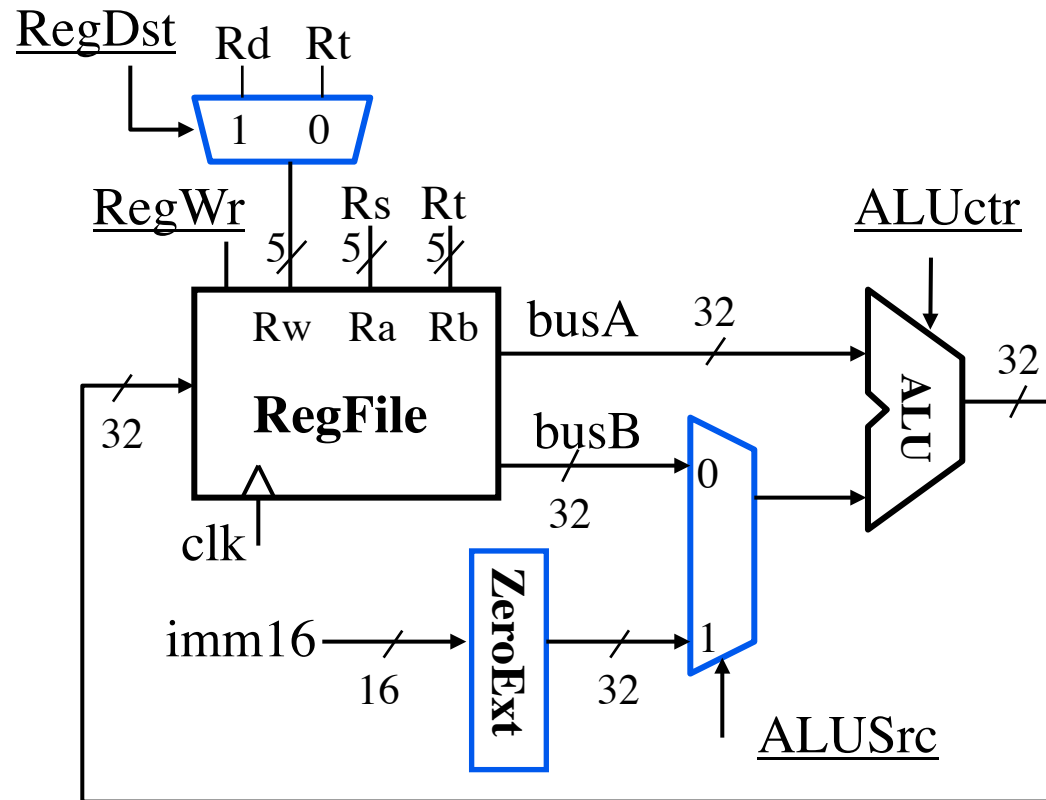 RegDst Rd Rt
1 0
RegWr Rs Rt ALUctr
5 5 5
Rw Ra Rb busA 32 32
32 RegFile busB 0 ALU
clk 32
imm16 16 ZeroExt 32 1
ALUSrc